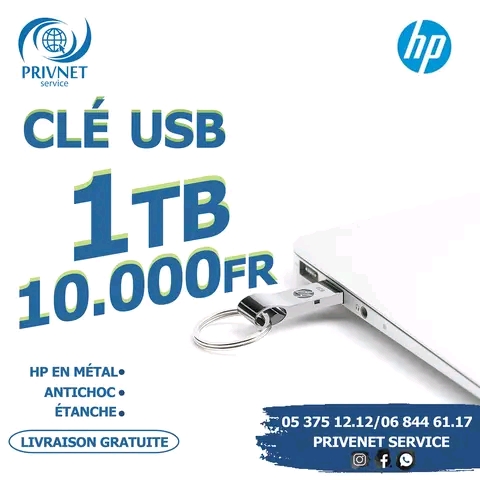 PRIVNET
service
hp
CLÉ USB
1TB
10.000FR
HP EN MÉTAL
ANTICHOC
ÉTANCHE
LIVRAISON GRATUITE
05 375 12.12/06 844 61.17
PRIVENET SERVICE